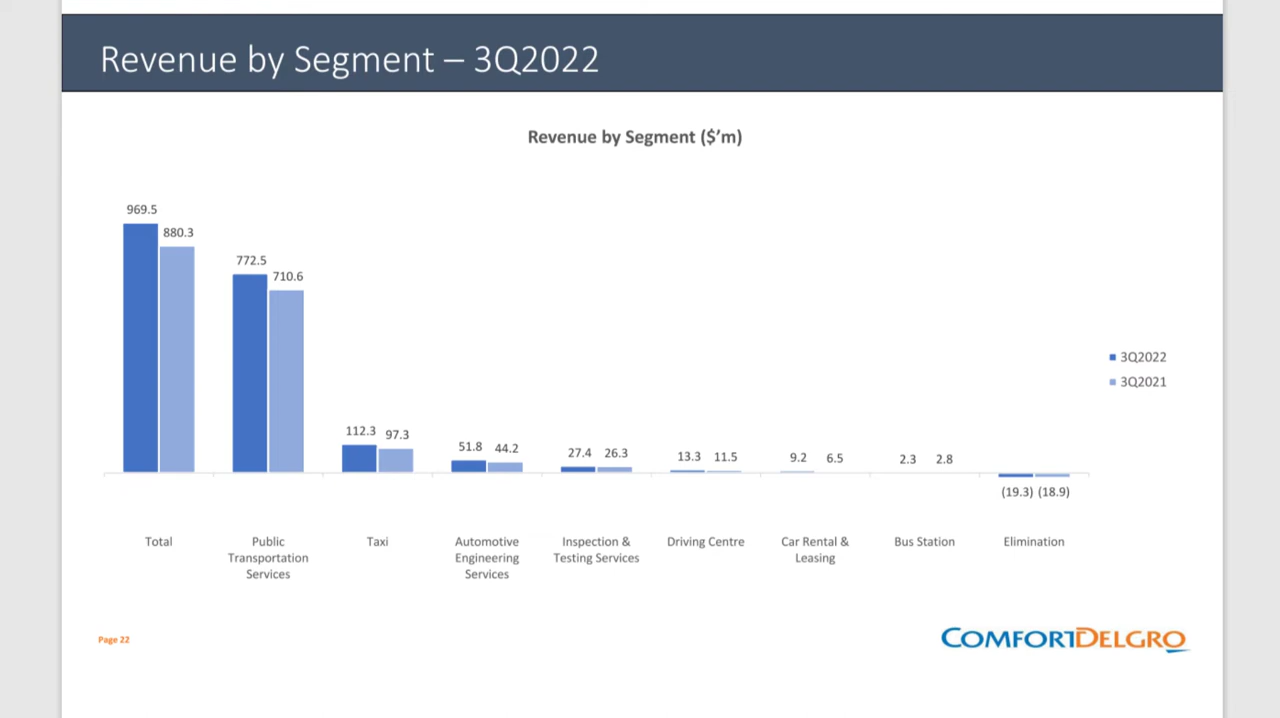 Revenue by Segment – 3Q2022
Revenue by Segment ($’m)
969.5
880.3
772.5
710.6
112.3
97.3
51.8
44.2
27.4
26.3
13.3
11.5
9.2
6.5
2.3
2.8
(19.3)
(18.9)
3Q2022
3Q2021
Total
Public
Transportation
Services
Taxi
Automotive
Engineering
Services
Inspection &
Testing Services
Driving Centre
Car Rental &
Leasing
Bus Station
Elimination
Page 22
COMFORTDELGRO